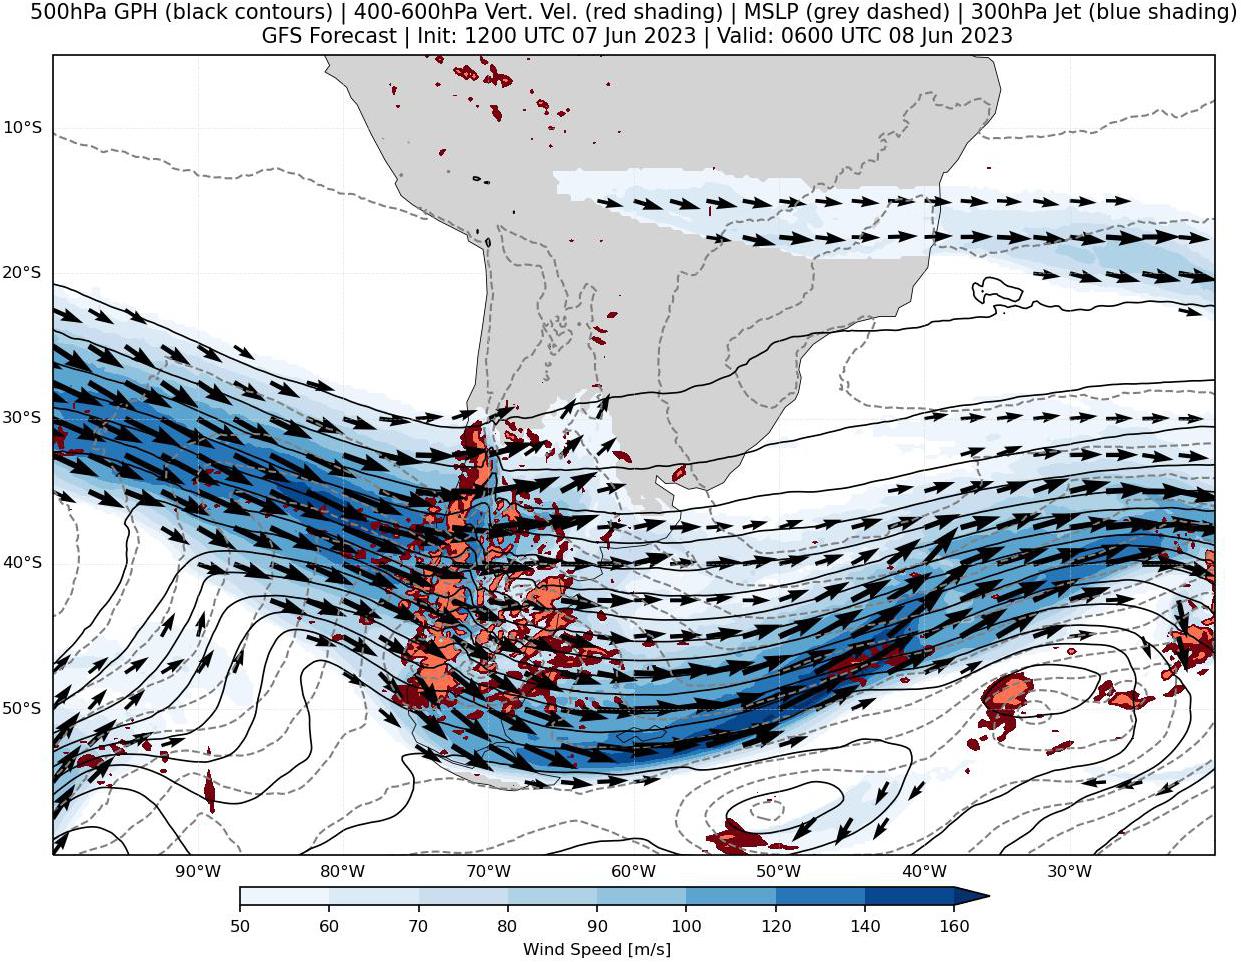 500hPa GPH (black contours) | 400-600hPa Vert. Vel. (red shading) | MSLP (grey dashed) | 300hPa Jet (blue shading)
GFS Forecast | Init: 1200 UTC 07 Jun 2023 | Valid: 0600 UTC 08 Jun 2023
10°S
20°S
30°S
40°S
50°S
90°W 80°W 70°W 60°W 50°W 40°W 30°W
50 60 70 80 90 100 120 140 160
Wind Speed [m/s]